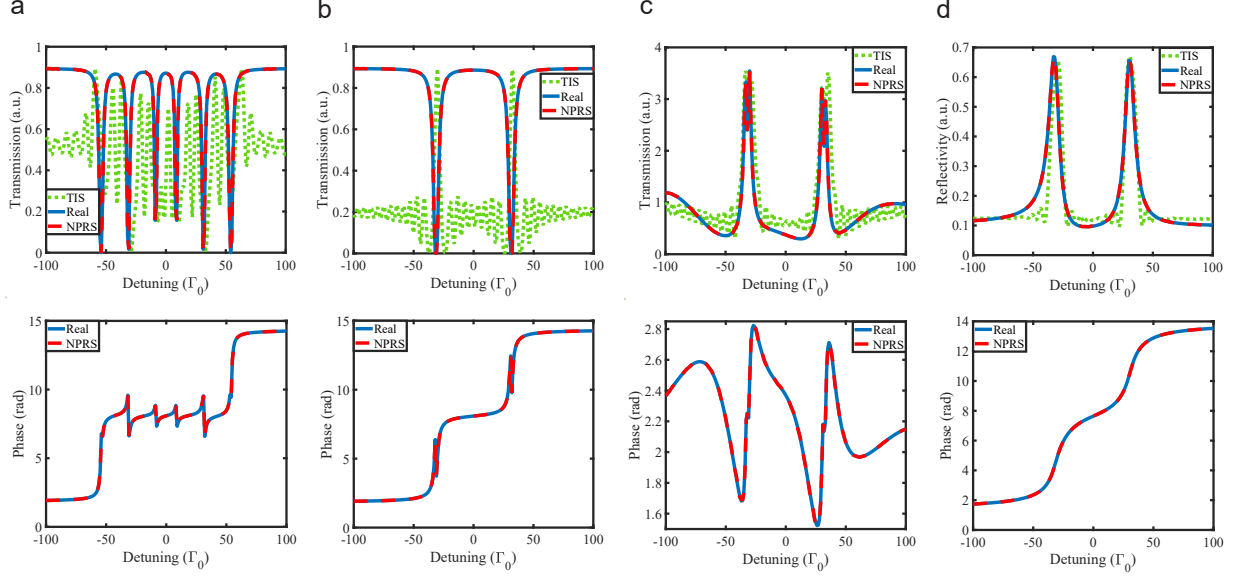 a
b
c
d
Transmission (a.u.)
1
0.8
0.6
0.4
0.2
0
TIS
Real
NPRS
-100
-50
0
50
100
Detuning (Γ0)
Transmission (a.u.)
1
0.8
0.6
0.4
0.2
0
TIS
Real
NPRS
-100
-50
0
50
100
Detuning (Γ0)
Transmission (a.u.)
4
3
2
1
0
TIS
Real
NPRS
-100
-50
0
50
100
Detuning (Γ0)
Reflectivity (a.u.)
0.7
0.6
0.5
0.4
0.3
0.2
0.1
0
TIS
Real
NPRS
-100
-50
0
50
100
Detuning (Γ0)
Phase (rad)
15
10
5
0
Real
NPRS
-100
-50
0
50
100
Detuning (Γ0)
Phase (rad)
15
10
5
0
Real
NPRS
-100
-50
0
50
100
Detuning (Γ0)
Phase (rad)
2.8
2.6
2.4
2.2
2
1.8
1.6
Real
NPRS
-100
-50
0
50
100
Detuning (Γ0)
Phase (rad)
14
12
10
8
6
4
2
0
Real
NPRS
-100
-50
0
50
100
Detuning (Γ0)